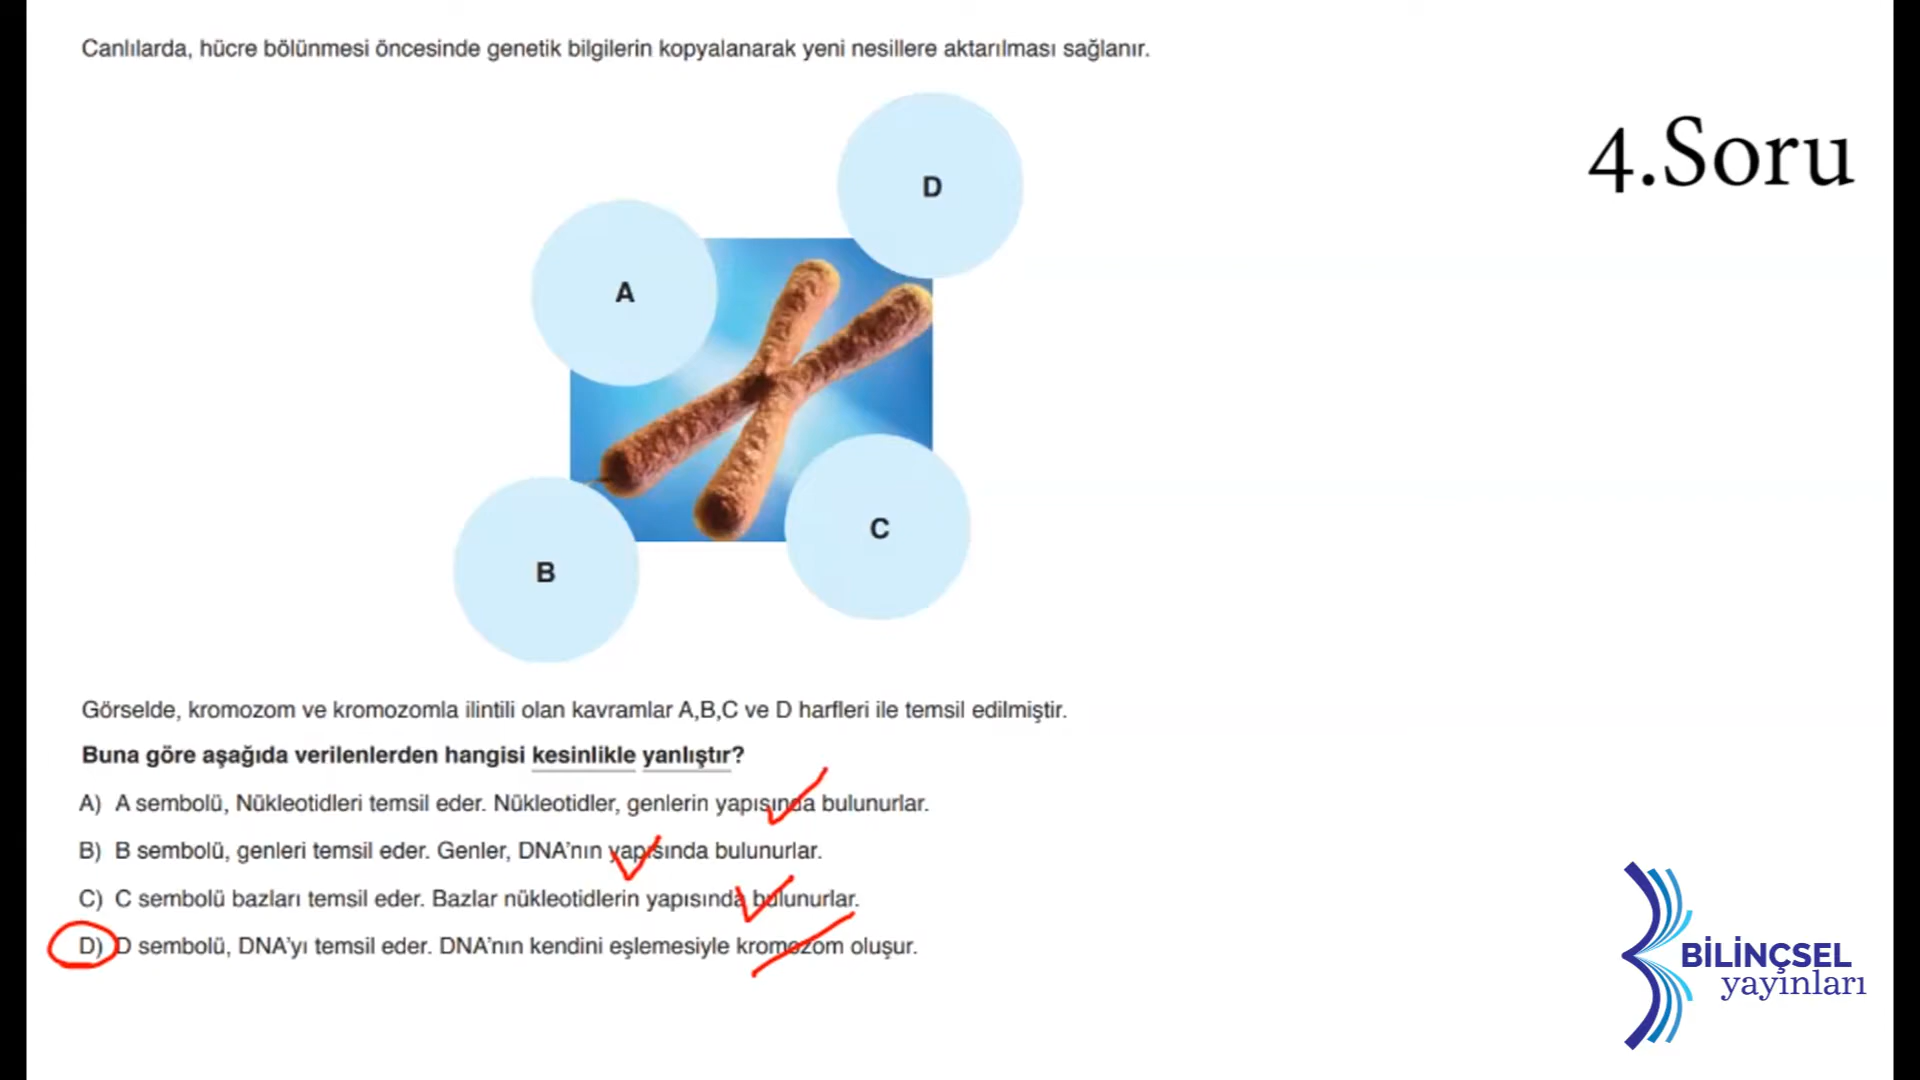 Canlılarda, hücre bölünmesi öncesinde genetik bilgilerin kopyalanarak yeni nesillere aktarılması sağlanır.
4.Soru
D
A
C
B
Görselde, kromozom ve kromozomla ilintili olan kavramlar A,B,C ve D harfleri ile temsil edilmiştir.
Buna göre aşağıda verilenlerden hangisi kesinlikle yanlıştır?
A) A sembolü, Nükleotidleri temsil eder. Nükleotidler, genlerin yapısında bulunurlar.
B) B sembolü, genleri temsil eder. Genler, DNA’nın yapısında bulunurlar.
C) C sembolü bazları temsil eder. Bazlar nükleotidlerin yapısında bulunurlar.
D) D sembolü, DNA’yı temsil eder. DNA’nın kendini eşlemesiyle kromozom oluşur.
BİLİNÇSEL
yayınları